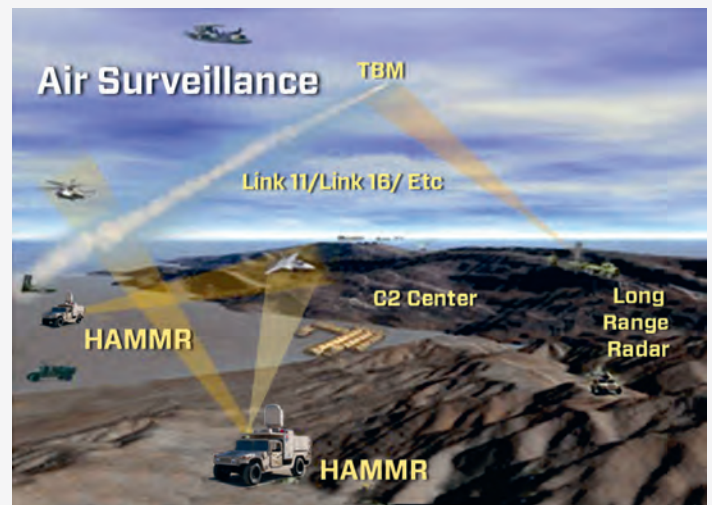 Air Surveillance
TBM
Link 11/Link 16/ Etc
C2 Center
Long
Range
Radar
HAMMR
HAMMR